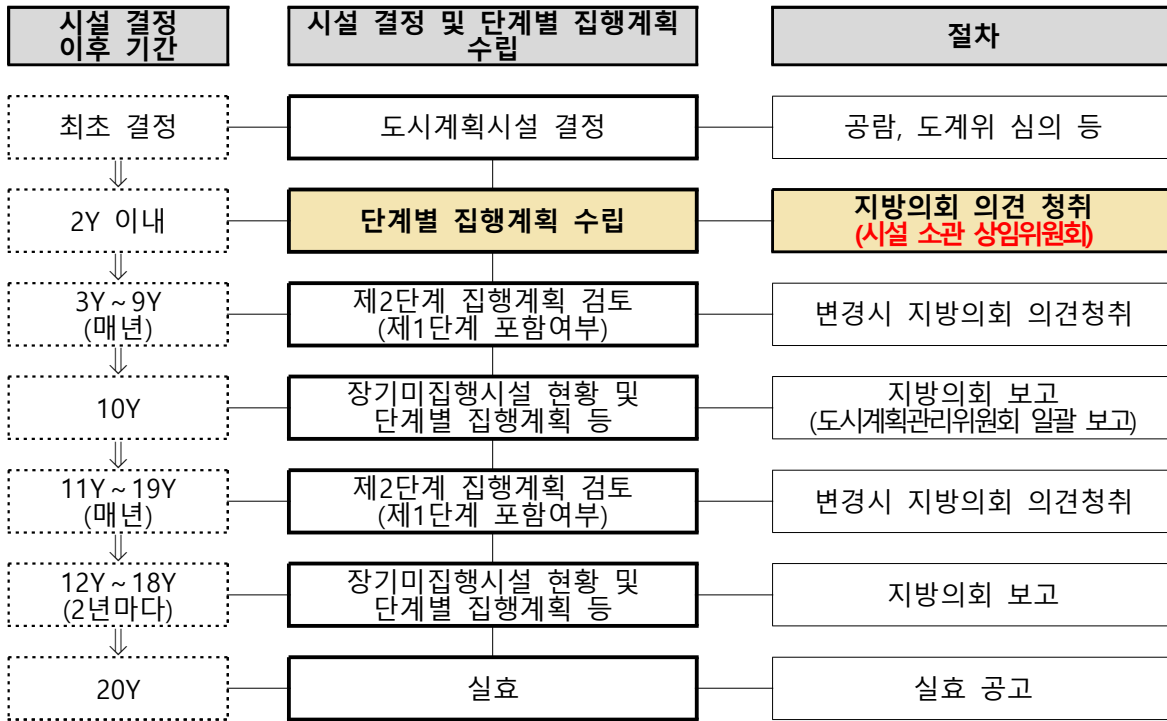 시설 결정
이후 기간
시설 결정 및 단계별 집행계획
수립
절차
최초 결정
도시계획시설 결정
공람, 도계위 심의 등
⇓
2Y 이내
단계별 집행계획 수립
지방의회 의견 청취
(시설 소관 상임위원회)
⇓
3Y ~ 9Y
(매년)
제2단계 집행계획 검토
(제1단계 포함여부)
변경시 지방의회 의견청취
⇓
10Y
장기미집행시설 현황 및
단계별 집행계획 등
지방의회 보고
(도시계획관리위원회 일괄 보고)
⇓
11Y ~ 19Y
(매년)
제2단계 집행계획 검토
(제1단계 포함여부)
변경시 지방의회 의견청취
⇓
12Y ~ 18Y
(2년마다)
장기미집행시설 현황 및
단계별 집행계획 등
지방의회 보고
⇓
20Y
실효
실효 공고